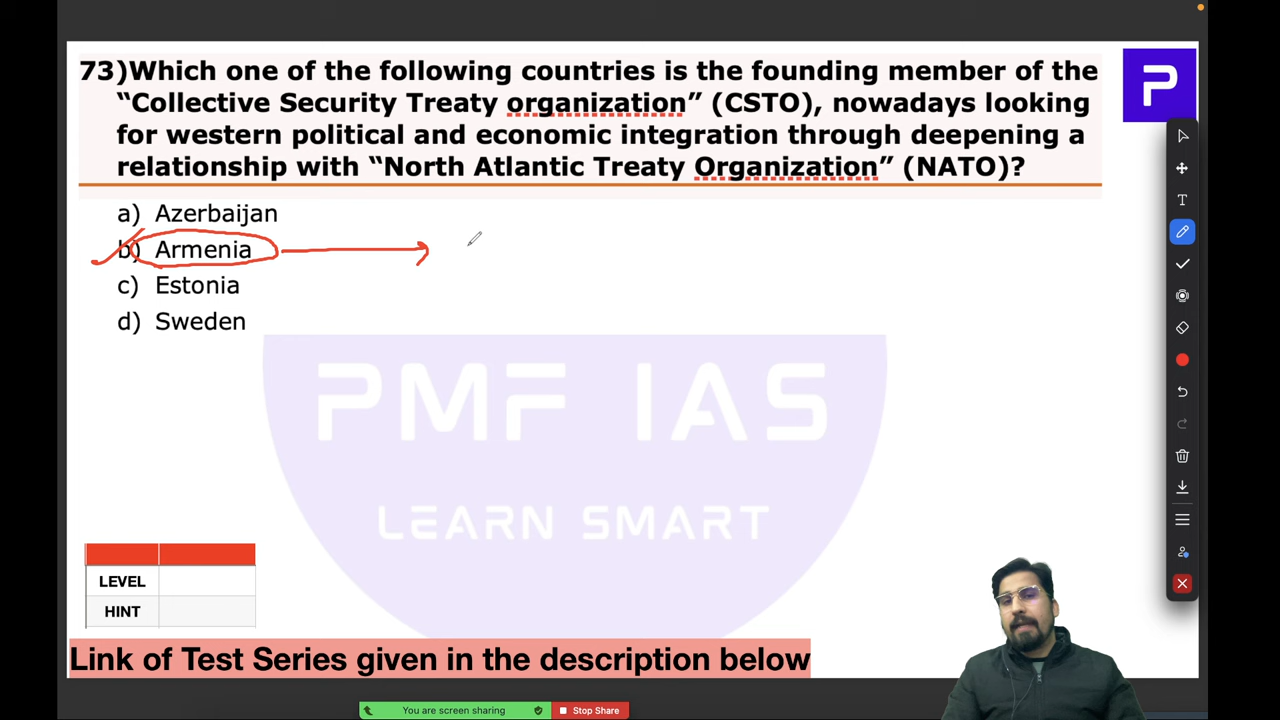 73)Which one of the following countries is the founding member of the
“Collective Security Treaty organization” (CSTO), nowadays looking
for western political and economic integration through deepening a
relationship with “North Atlantic Treaty Organization” (NATO)?
P
a) Azerbaijan
b) Armenia
c) Estonia
d) Sweden
PMF IAS
LEARN SMART
LEVEL
HINT
Link of Test Series given in the description below
You are screen sharing
Stop Share
T